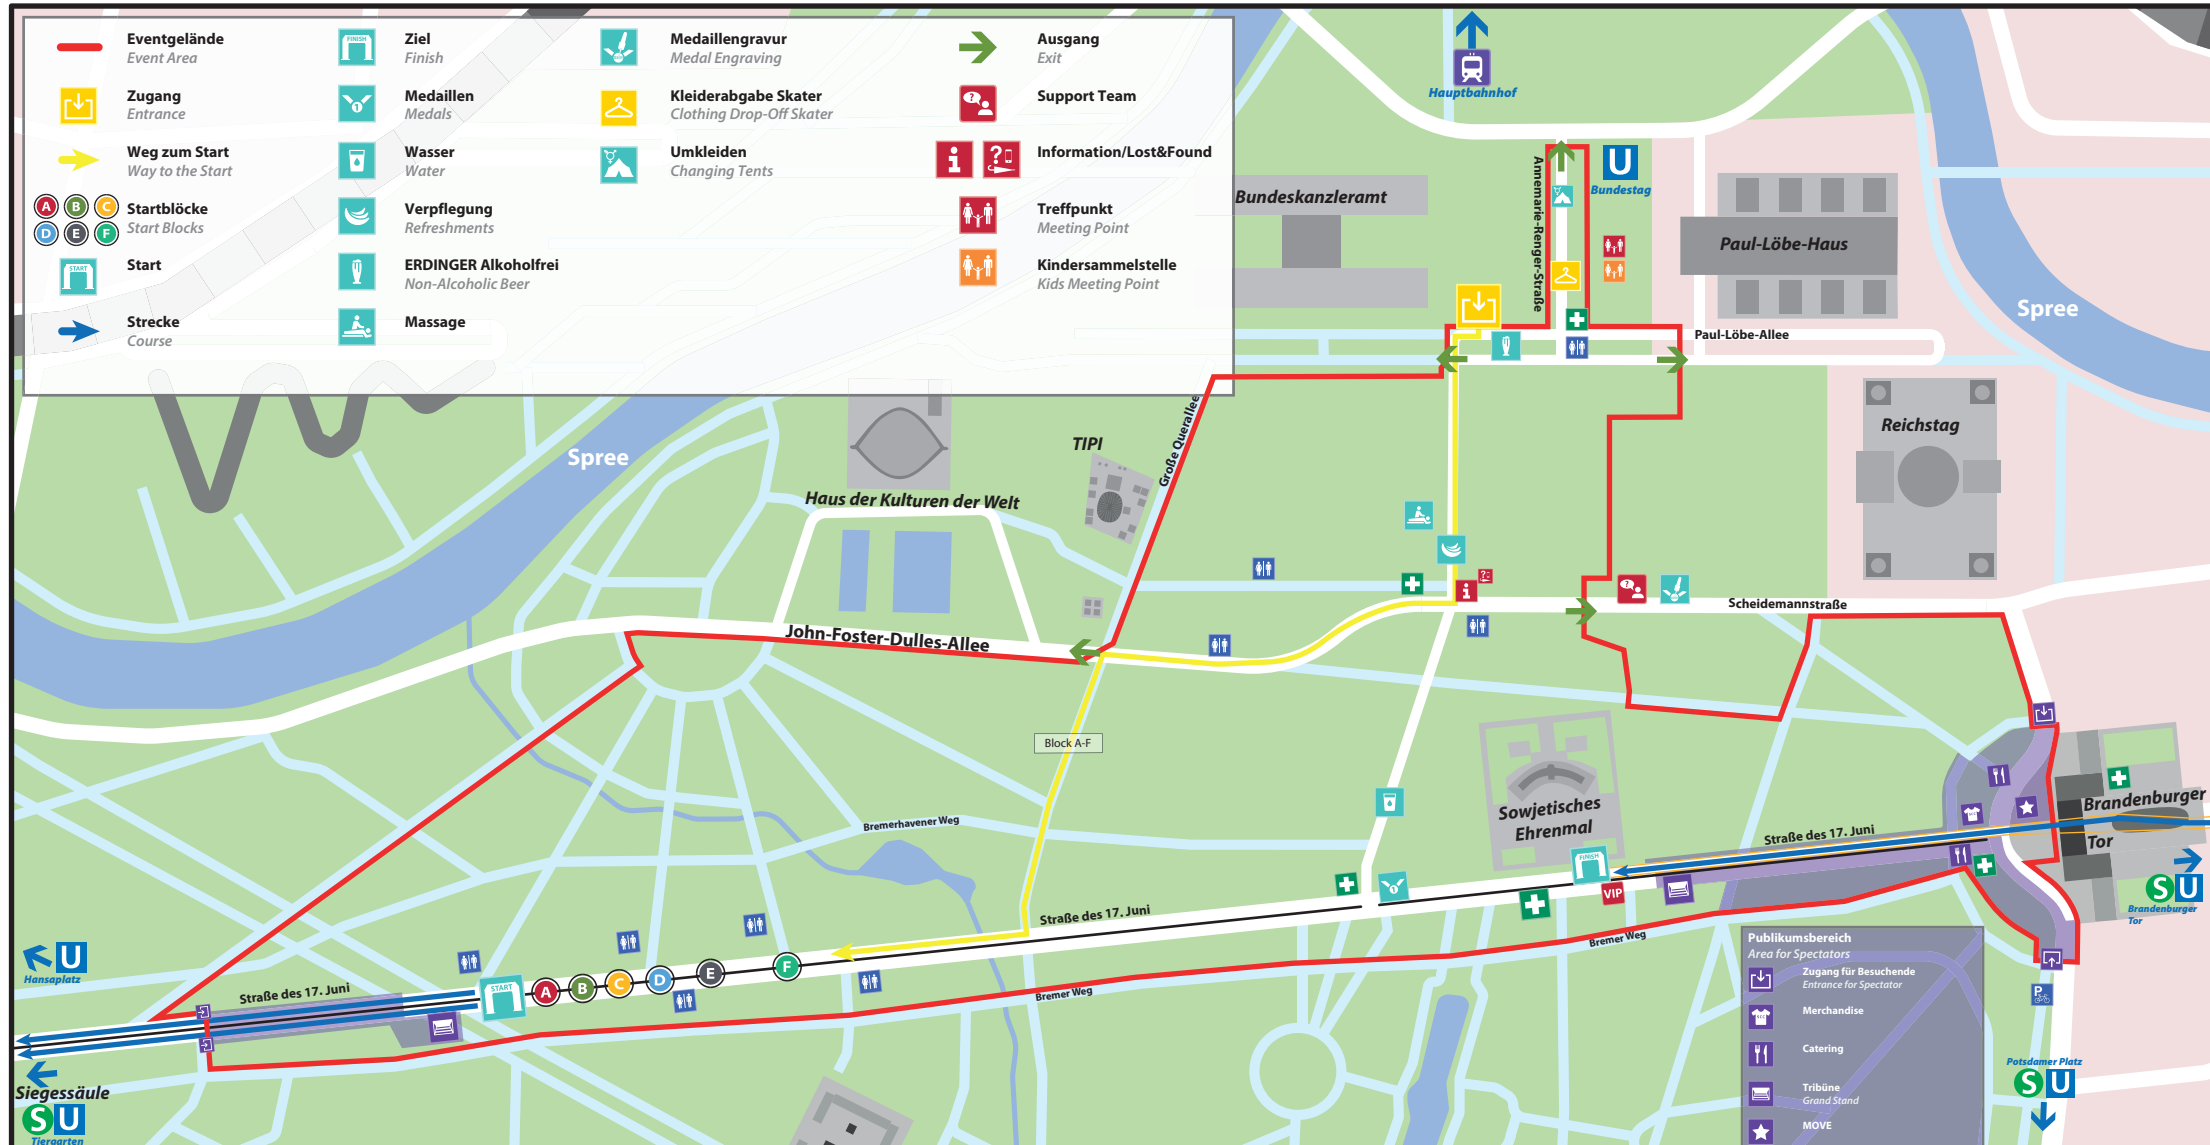 Eventgelände
Event Area
Zugang
Entrance
Weg zum Start
Way to the Start
A B C
D E F
Startblöcke
Start Blocks
START
Start
Strecke
Course
FINISH
Ziel
Finish
Medaillen
Medals
Wasser
Water
Verpflegung
Refreshments
ERDINGER Alkoholfrei
Non-Alcoholic Beer
Massage
Medaillengravur
Medal Engraving
Kleiderabgabe Skater
Clothing Drop-Off Skater
Umkleiden
Changing Tents
Ausgang
Exit
Support Team
Information/Lost&Found
Treffpunkt
Meeting Point
Kindersammelstelle
Kids Meeting Point
Hauptbahnhof
U
Bundestag
Annemarie-Renger-Straße
Bundeskanzleramt
Paul-Löbe-Haus
Spree
Paul-Löbe-Allee
Reichstag
Große Querallee
TIPI
Spree
Haus der Kulturen der Welt
Scheidemannstraße
John-Foster-Dulles-Allee
Block A-F
Sowjetisches
Ehrenmal
Brandenburger
Tor
Bremerhavener Weg
Straße des 17. Juni
FINISH
VIP
Straße des 17. Juni
S U
Brandenburger
Tor
Bremer Weg
U
Hansaplatz
Straße des 17. Juni
START
A B C D E F
Bremer Weg
Siegessäule
S U
Tiergarten
Publikumsbereich
Area for Spectators
Zugang für Besuchende
Entrance for Spectator
Merchandise
Catering
Tribüne
Grand Stand
MOVE
P
Potsdamer Platz
S U